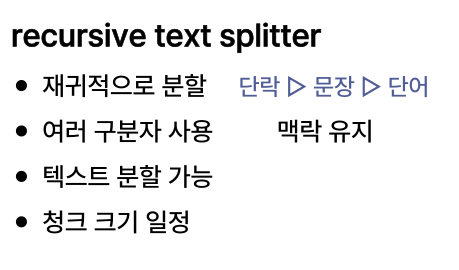 recursive text splitter
• 재귀적으로 분할 단락 ▷ 문장 ▷ 단어
• 여러 구분자 사용 맥락 유지
• 텍스트 분할 가능
• 청크 크기 일정